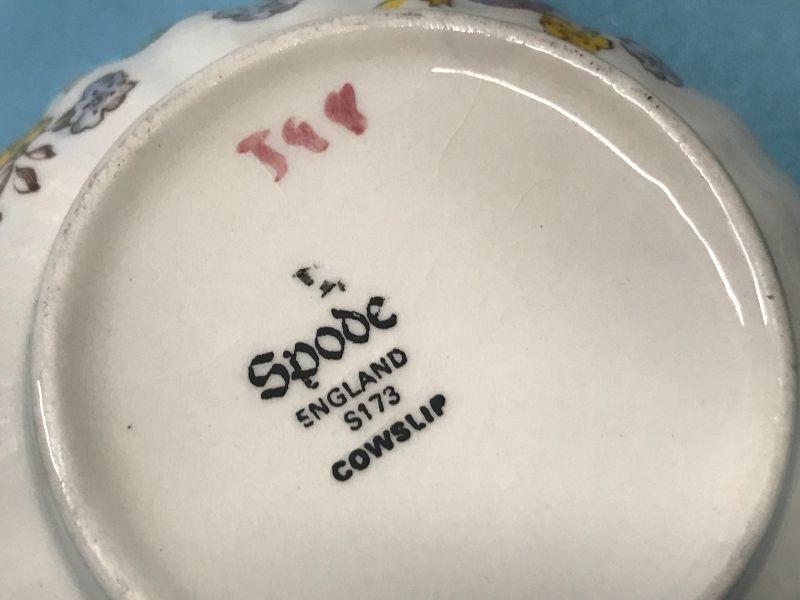 Spode
ENGLAND
S173
COWSLIP